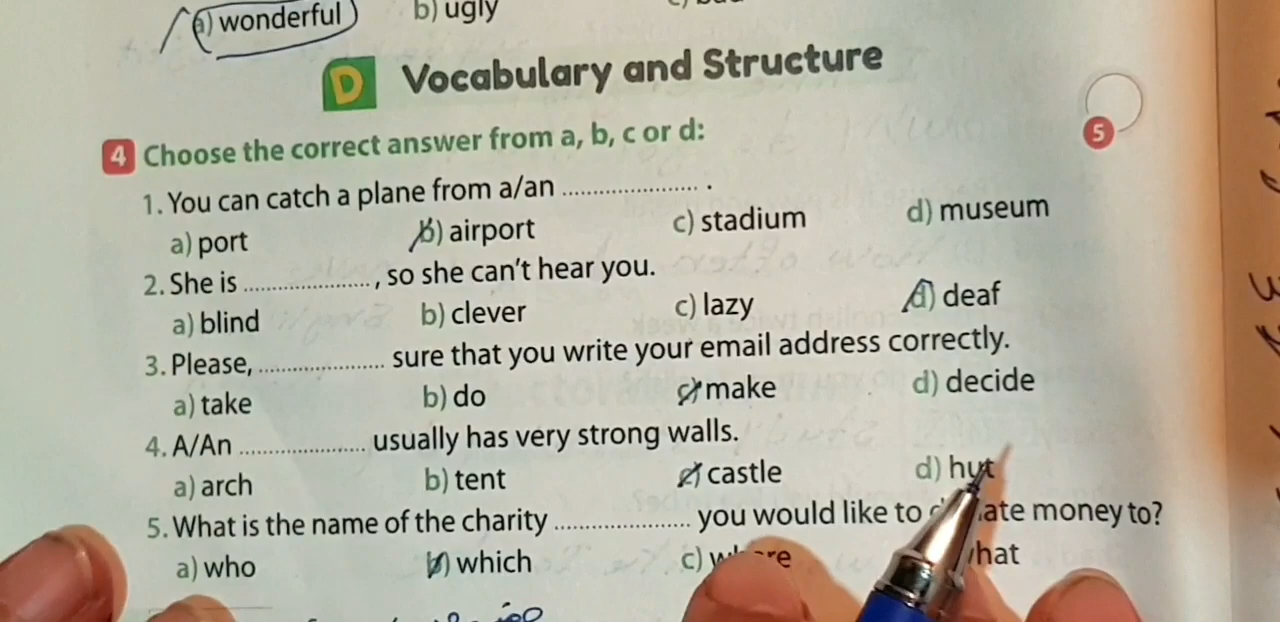 a) wonderful b) ugly
D Vocabulary and Structure
4 Choose the correct answer from a, b, c or d: 5
1. You can catch a plane from a/an ........................ .
a) port b) airport c) stadium d) museum
2. She is ........................ , so she can't hear you.
a) blind b) clever c) lazy d) deaf
3. Please, ........................ sure that you write your email address correctly.
a) take b) do c) make d) decide
4. A/An ........................ usually has very strong walls.
a) arch b) tent c) castle d) hut
5. What is the name of the charity ........................ you would like to money to?
a) who b) which c)